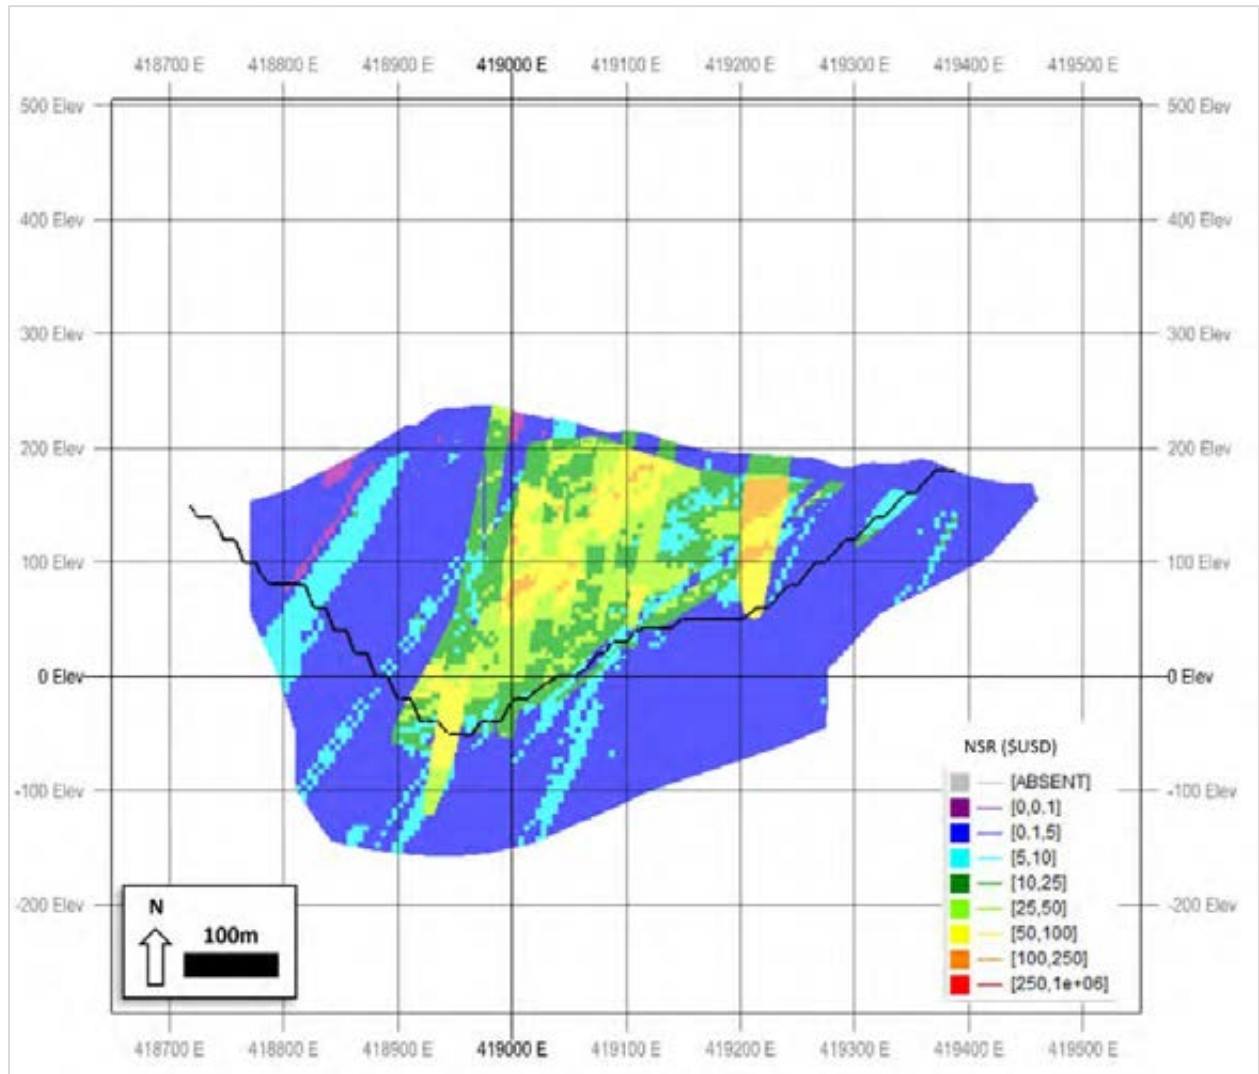 418700 E 418800 E 418900 E 419000 E 419100 E 419200 E 419300 E 419400 E 419500 E
500 Elev 500 Elev
400 Elev 400 Elev
300 Elev 300 Elev
200 Elev 200 Elev
100 Elev 100 Elev
0 Elev 0 Elev
-100 Elev -100 Elev
-200 Elev -200 Elev
NSR ($USD)
[ABSENT]
[0,0.1]
[0.1,5]
[5,10]
[10,25]
[25,50]
[50,100]
[100,250]
[250,1e+06]
N
100m
418700 E 418800 E 418900 E 419000 E 419100 E 419200 E 419300 E 419400 E 419500 E